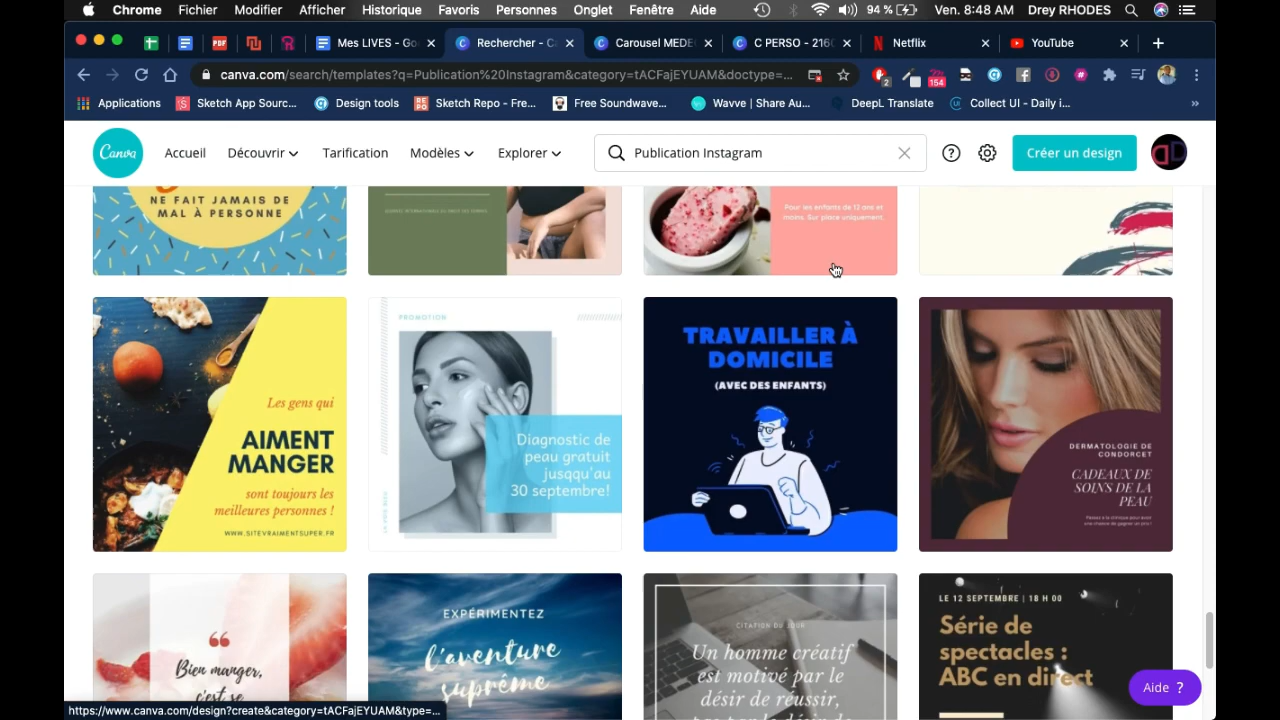 Chrome Fichier Modifier Afficher Historique Favoris Personnes Onglet Fenêtre Aide 94 % Ven. 8:48 AM Drey RHODES
Mes LIVES - Go
Rechercher - C
Carousel MEDE
C PERSO - 216
Netflix
YouTube
canva.com/search/templates?q=Publication%20Instagram&category=tACFajEYUAM&doctype=...
2
154
Applications
Sketch App Sourc...
Design tools
Sketch Repo - Fre...
Free Soundwave...
Wavve | Share Au...
DeepL Translate
Collect UI - Daily i...
Canva
Accueil
Découvrir
Tarification
Modèles
Explorer
Publication Instagram
Créer un design
NE FAIT JAMAIS DE
MAL À PERSONNE
Pour les enfants de 12 ans et
moins. Sur place uniquement.
Les gens qui
AIMENT
MANGER
sont toujours les
meilleures personnes !
WWW.SITEVRAIMENTSUPER.FR
PROMOTION
Diagnostic de
peau gratuit
jusqqu'au
30 septembre!
TRAVAILLER À
DOMICILE
(AVEC DES ENFANTS)
DERMATOLOGIE DE
CONDORCET
CADEAUX DE
SOINS DE LA
PEAU
Bien manger,
c'est se
EXPÉRIMENTEZ
l'aventure
suprême
CITATION DU JOUR
Un homme créatif
est motivé par le
désir de réussir,
LE 12 SEPTEMBRE | 18 H 00
Série de
spectacles :
ABC en direct
Aide ?
https://www.canva.com/design?create&category=tACFajEYUAM&type=...